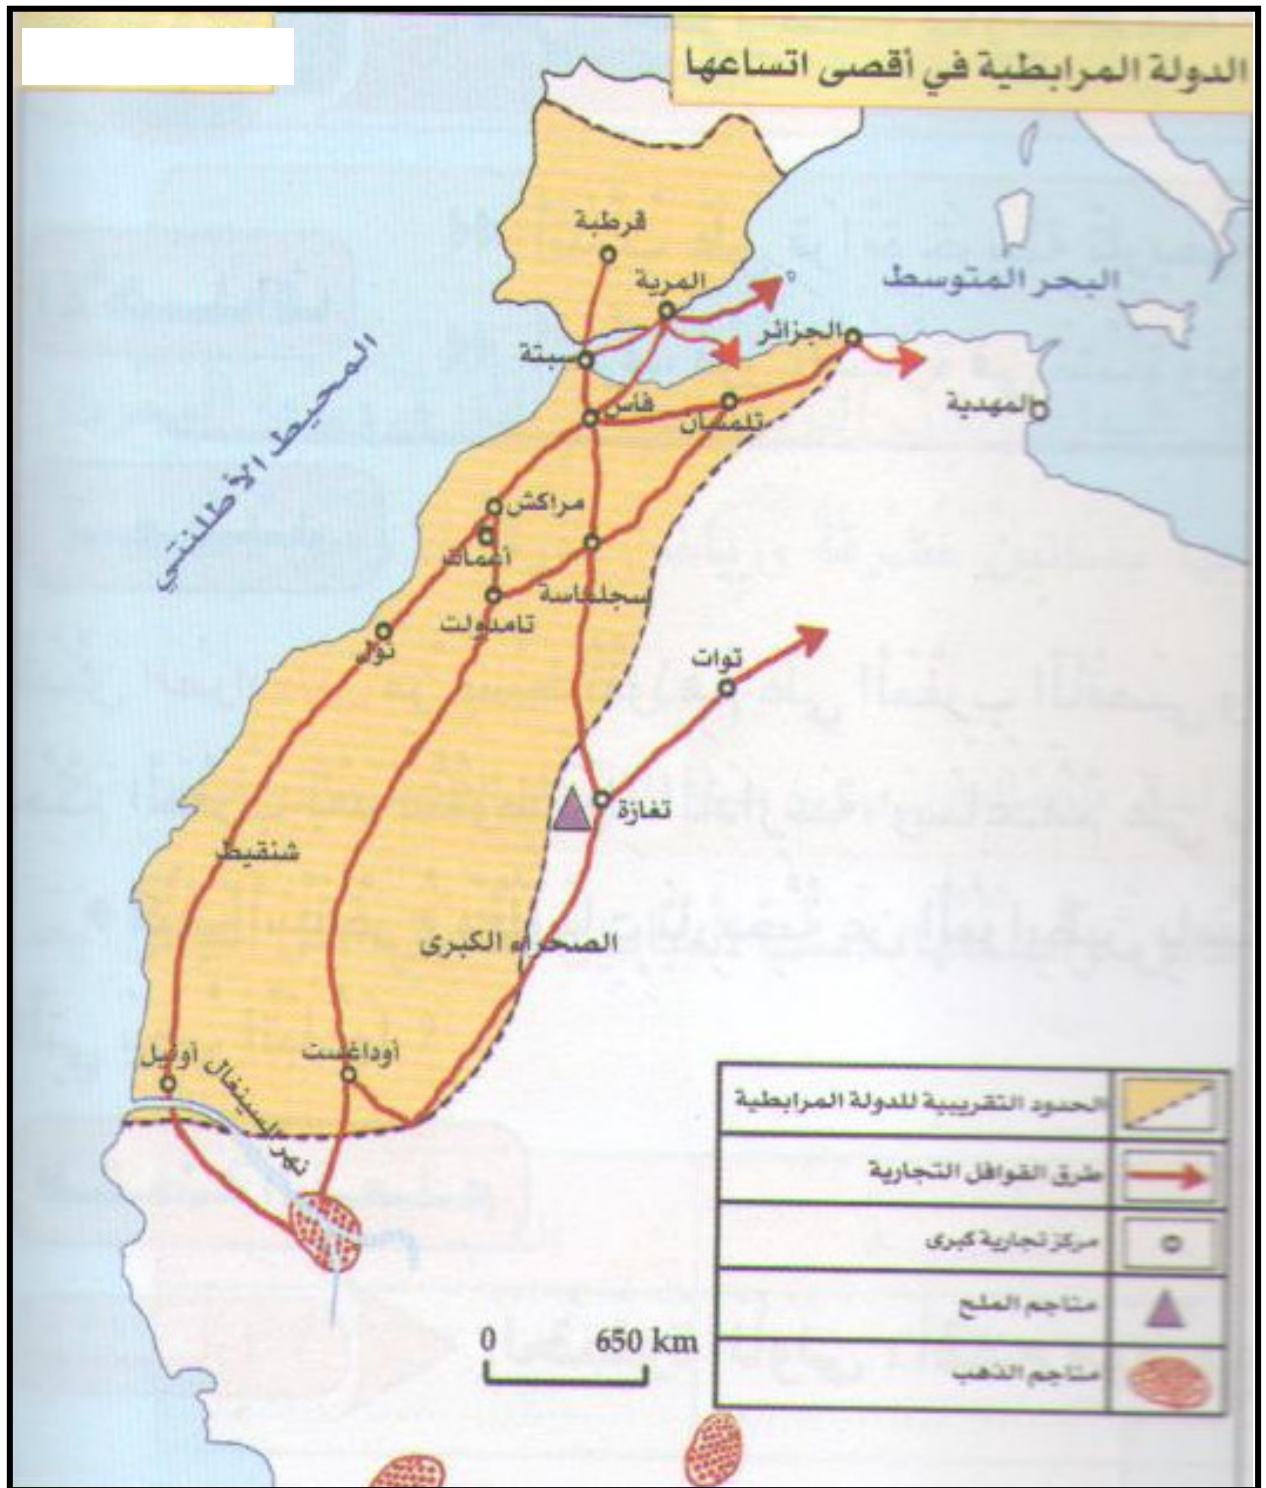 الدولة المرابطية في أقصى اتساعها
قرطبة
المرية
البحر المتوسط
الجزائر
سبتة
المهدية
فاس
تلمسان
المحيط الأطلنتي
مراكش
أغمات
سجلماسة
تامدولت
نول
توات
تغازة
شنقيط
الصحراء الكبرى
أوداغست
أوليل
نهر السينغال
الحدود التقريبية للدولة المرابطية
طرق القوافل التجارية
مركز تجارية كبرى
مناجم الملح
مناجم الذهب
0 650 km